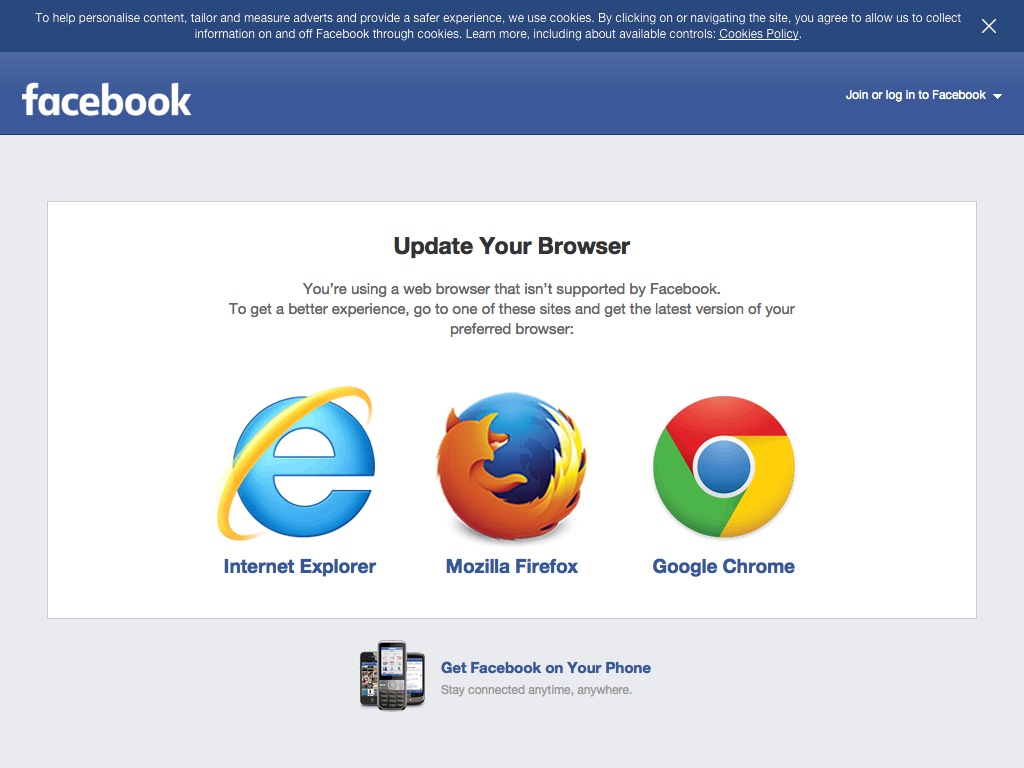 To help personalise content, tailor and measure adverts and provide a safer experience, we use cookies. By clicking on or navigating the site, you agree to allow us to collect
information on and off Facebook through cookies. Learn more, including about available controls: Cookies Policy.
facebook
Join or log in to Facebook
Update Your Browser
You’re using a web browser that isn’t supported by Facebook.
To get a better experience, go to one of these sites and get the latest version of your
preferred browser:
Internet Explorer
Mozilla Firefox
Google Chrome
Get Facebook on Your Phone
Stay connected anytime, anywhere.